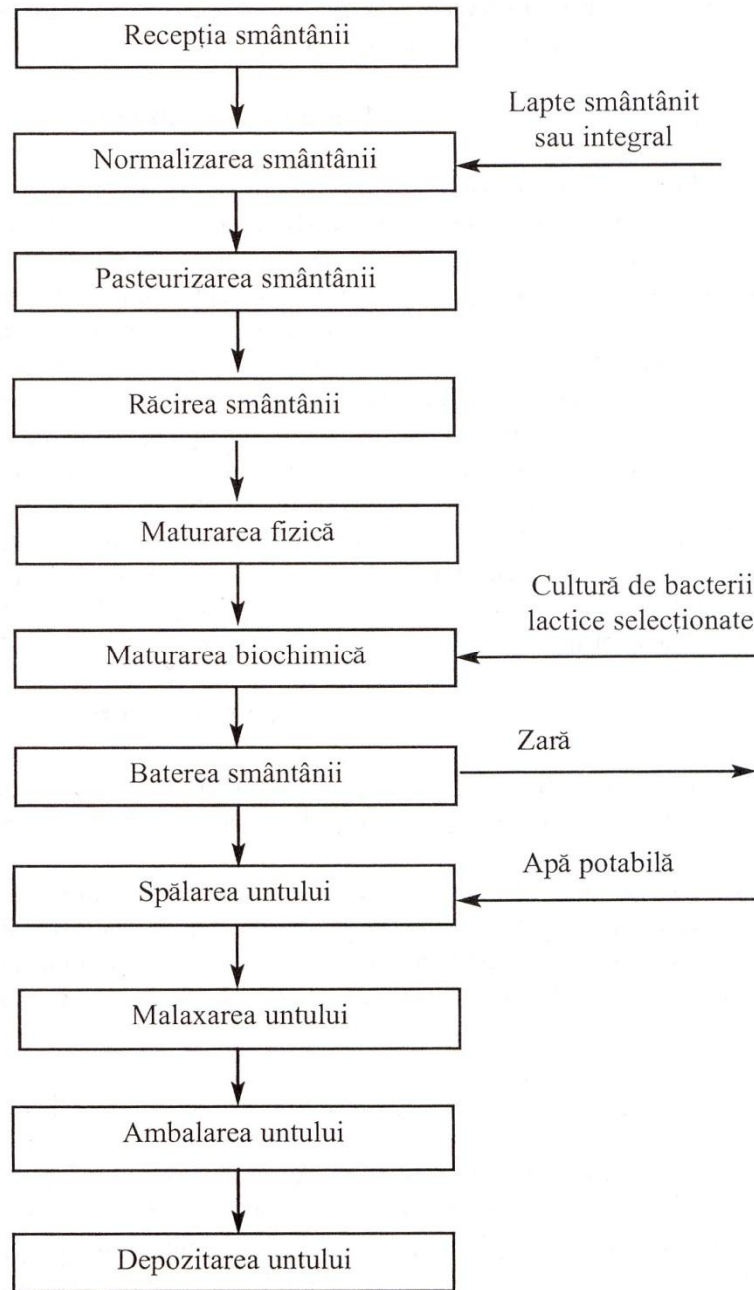 Recepția smântânii
Lapte smântânit
sau integral
Normalizarea smântânii
Pasteurizarea smântânii
Răcirea smântânii
Maturarea fizică
Cultură de bacterii
lactice selecționate
Maturarea biochimică
Zară
Baterea smântânii
Apă potabilă
Spălarea untului
Malaxarea untului
Ambalarea untului
Depozitarea untului